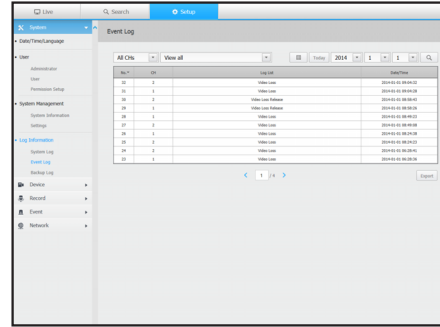 Live Search Setup
System
Event Log
Date/Time/Language
User
Administrator
User
Permission Setup
System Management
System Information
Settings
Log Information
System Log
Event Log
Backup Log
Device
Record
Event
Network
All CHs View all Today 2014 1 1
No. CH Log List Date/Time
32 2 Video Loss 2014-01-01 09:04:32
31 1 Video Loss 2014-01-01 09:04:28
30 2 Video Loss Release 2014-01-01 08:58:43
29 1 Video Loss Release 2014-01-01 08:58:26
28 1 Video Loss 2014-01-01 08:49:23
27 2 Video Loss 2014-01-01 08:49:08
26 1 Video Loss 2014-01-01 08:24:28
25 2 Video Loss 2014-01-01 08:24:23
24 2 Video Loss 2014-01-01 06:28:41
23 1 Video Loss 2014-01-01 06:28:36
1 / 4
Export